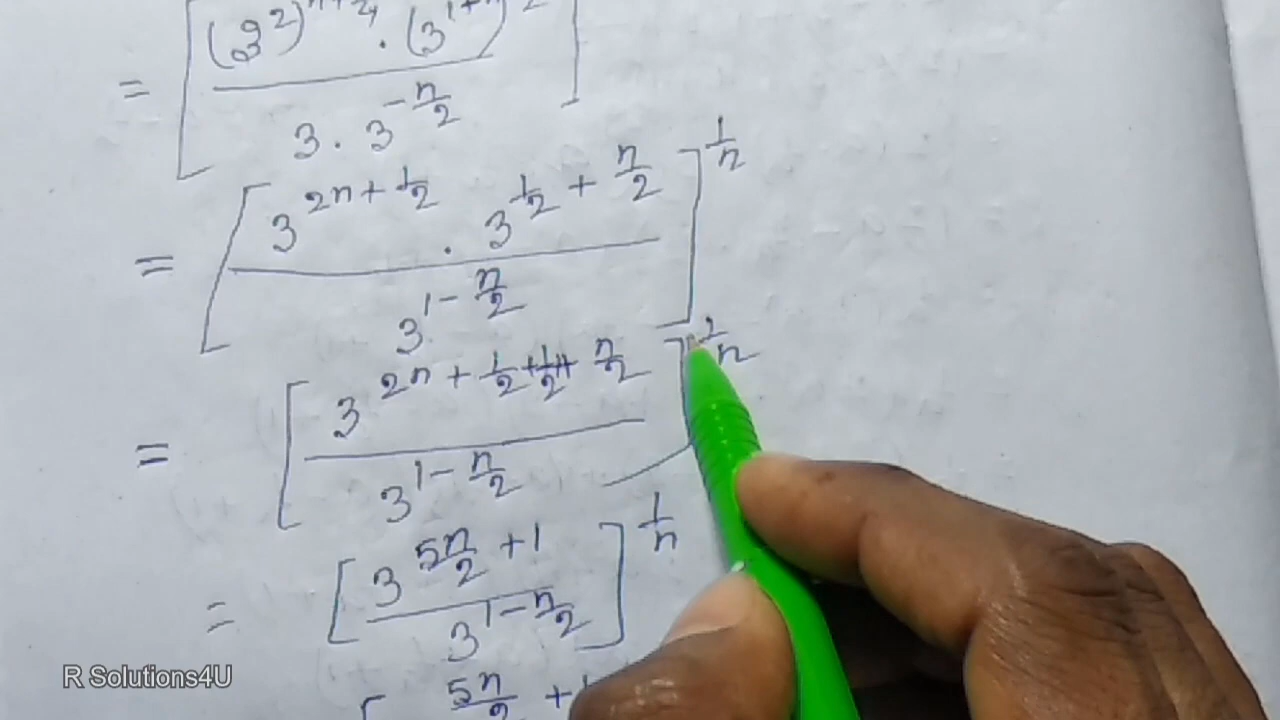 = [(3²)^(n+1/4) · (3^(1+n))
3 · 3^(-n/2)
= [3^(2n+1/2) · 3^(1/2+n/2) / 3^(1-n/2)]^(1/n)
= [3^(2n+1/2+1/2+n/2) / 3^(1-n/2)]^(1/n)
= [3^(5n/2+1) / 3^(1-n/2)]^(1/n)
[5n/2 +
R Solutions4U